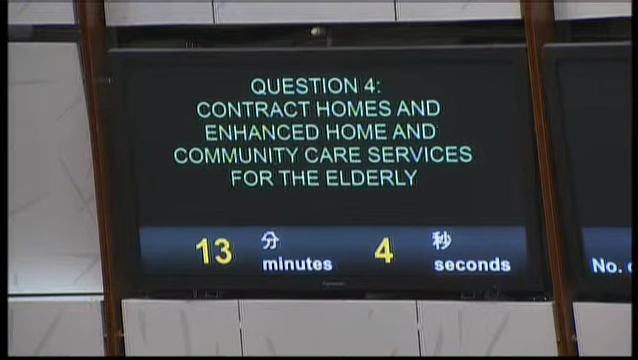 QUESTION 4:
CONTRACT HOMES AND
ENHANCED HOME AND
COMMUNITY CARE SERVICES
FOR THE ELDERLY
13 分 minutes 4 秒 seconds
No.